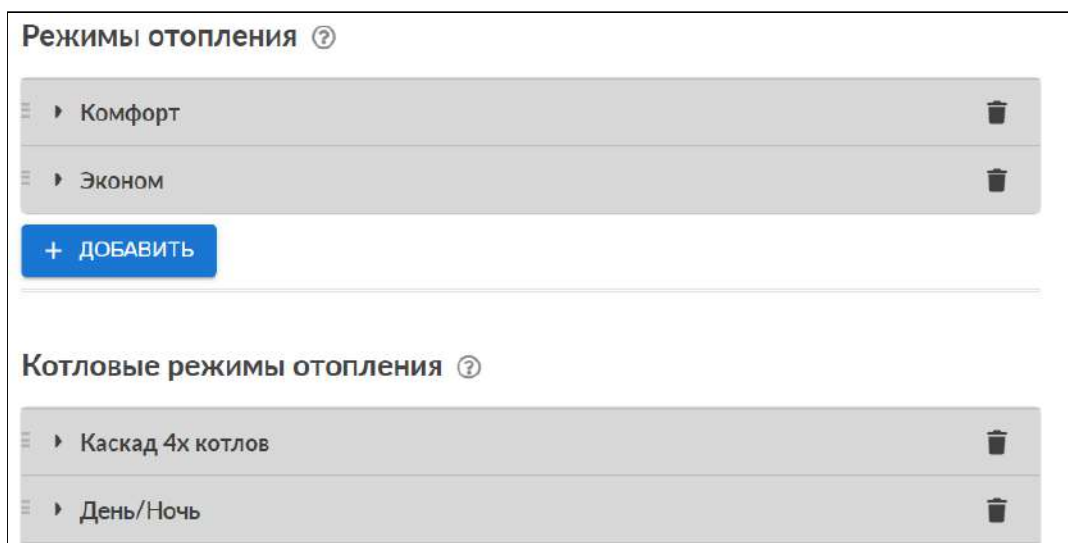 Режимы отопления ?
Комфорт
Эконом
+ ДОБАВИТЬ
Котловые режимы отопления ?
Каскад 4х котлов
День/Ночь